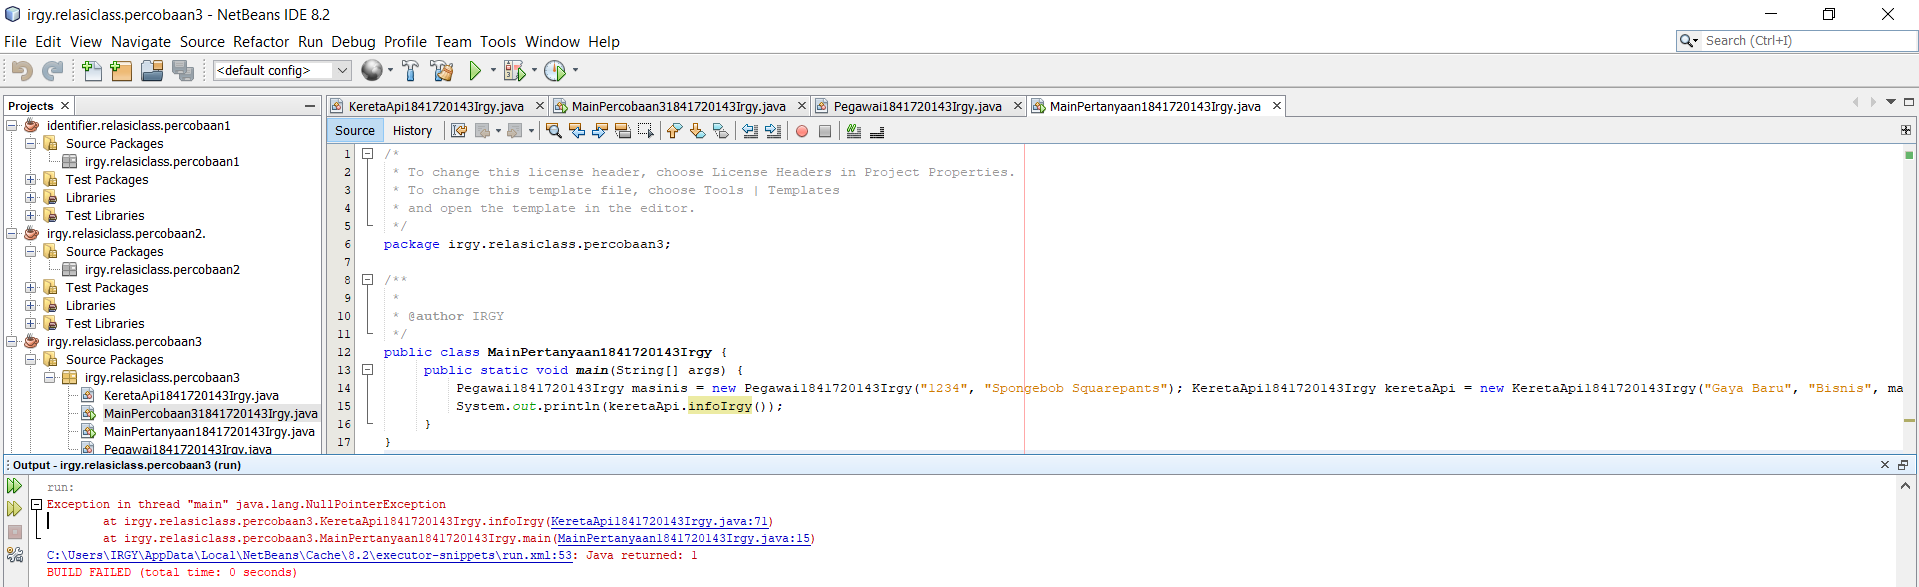 irgy.relasiclass.percobaan3 - NetBeans IDE 8.2
File Edit View Navigate Source Refactor Run Debug Profile Team Tools Window Help
Search (Ctrl+I)
<default config>
Projects
identifier.relasiclass.percobaan1
Source Packages
irgy.relasiclass.percobaan1
Test Packages
Libraries
Test Libraries
irgy.relasiclass.percobaan2.
Source Packages
irgy.relasiclass.percobaan2
Test Packages
Libraries
Test Libraries
irgy.relasiclass.percobaan3
Source Packages
irgy.relasiclass.percobaan3
KeretaApi1841720143Irgy.java
MainPercobaan31841720143Irgy.java
MainPertanyaan1841720143Irgy.java
Pegawai1841720143Irgy.java
KeretaApi1841720143Irgy.java MainPercobaan31841720143Irgy.java Pegawai1841720143Irgy.java MainPertanyaan1841720143Irgy.java
Source History
1 /*
2 * To change this license header, choose License Headers in Project Properties.
3 * To change this template file, choose Tools | Templates
4 * and open the template in the editor.
5 */
6 package irgy.relasiclass.percobaan3;
7
8 /**
9 *
10 * @author IRGY
11 */
12 public class MainPertanyaan1841720143Irgy {
13 public static void main(String[] args) {
14 Pegawai1841720143Irgy masinis = new Pegawai1841720143Irgy("1234", "Spongebob Squarepants"); KeretaApi1841720143Irgy keretaApi = new KeretaApi1841720143Irgy("Gaya Baru", "Bisnis", ma
15 System.out.println(keretaApi.infoIrgy());
16 }
17 }
Output - irgy.relasiclass.percobaan3 (run)
run:
Exception in thread "main" java.lang.NullPointerException
at irgy.relasiclass.percobaan3.KeretaApi1841720143Irgy.infoIrgy(KeretaApi1841720143Irgy.java:71)
at irgy.relasiclass.percobaan3.MainPertanyaan1841720143Irgy.main(MainPertanyaan1841720143Irgy.java:15)
C:\Users\IRGY\AppData\Local\NetBeans\Cache\8.2\executor-snippets\run.xml:53: Java returned: 1
BUILD FAILED (total time: 0 seconds)